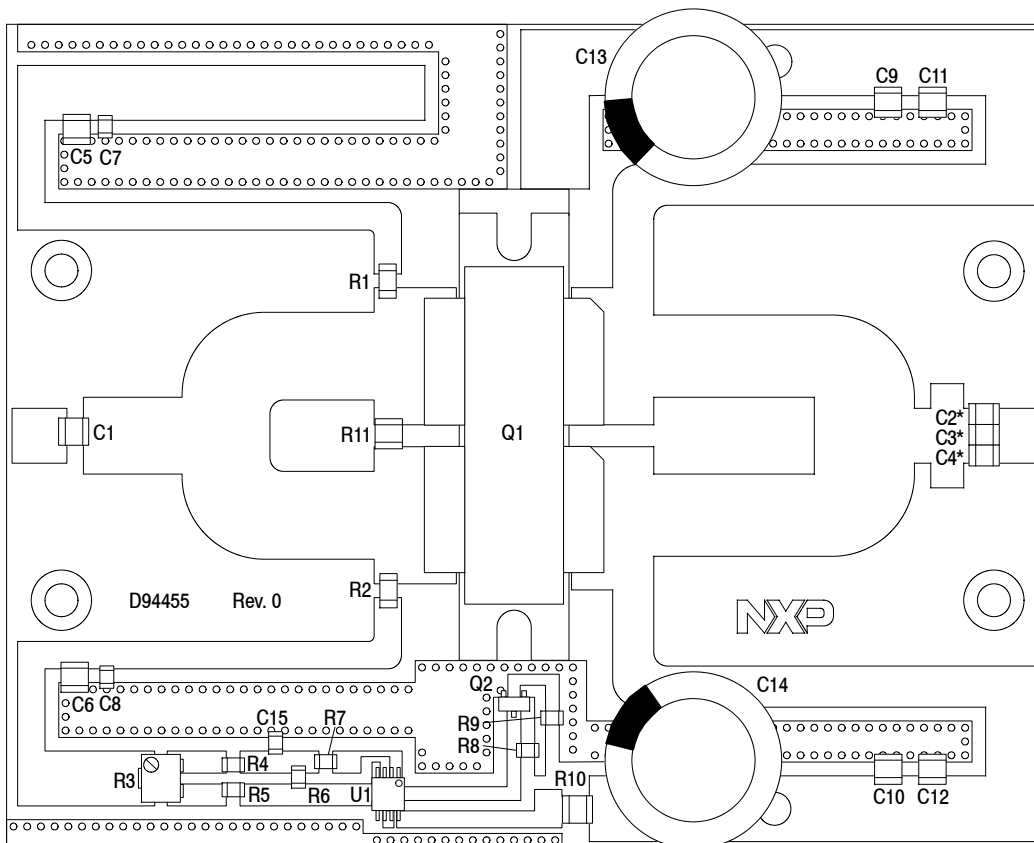 C13
C9 C11
C5 C7
R1
C1
R11
Q1
C2*
C3*
C4*
R2
D94455 Rev. 0
NXP
C6 C8
Q2
C14
C15 R7
R9
R8
R4
R3
R5
R6
U1
R10
C10 C12